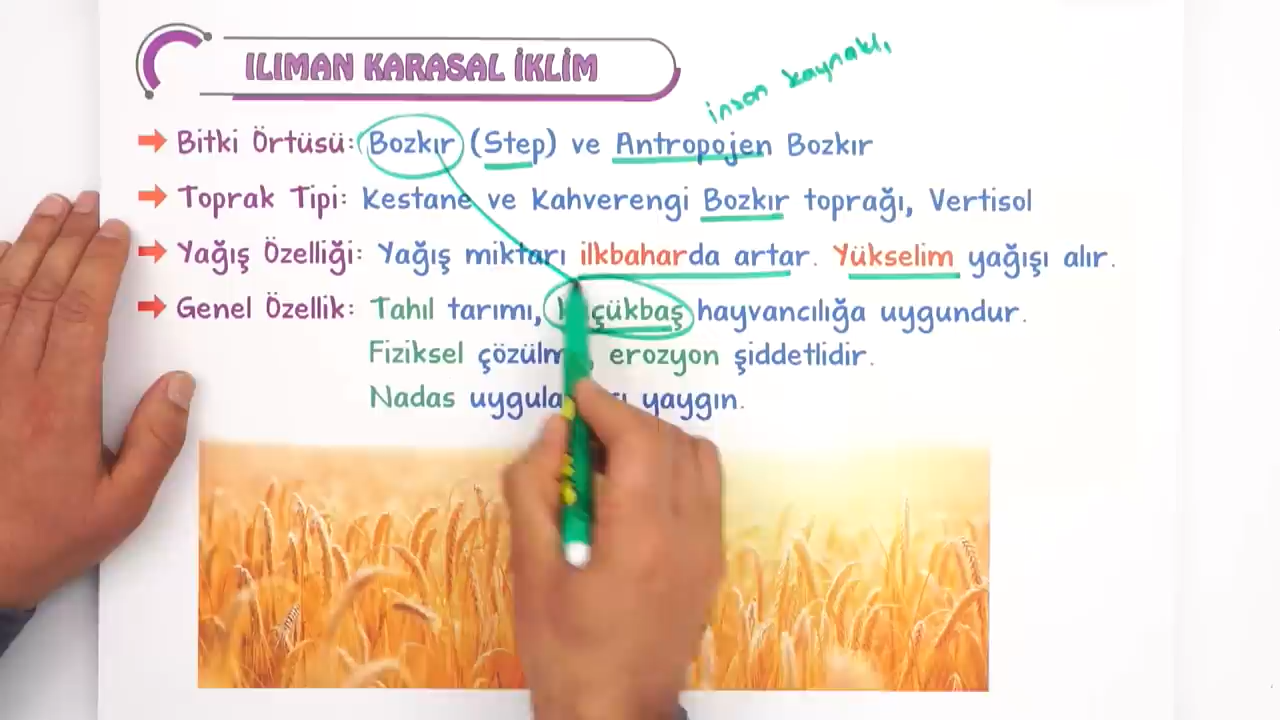 ILIMAN KARASAL İKLİM
insan kaynaklı
Bitki Örtüsü: Bozkır (Step) ve Antropojen Bozkır
Toprak Tipi: Kestane ve Kahverengi Bozkır toprağı, Vertisol
Yağış Özelliği: Yağış miktarı ilkbaharda artar. Yükselim yağışı alır.
Genel Özellik: Tahıl tarımı, hayvancılığa uygundur.
Fiziksel erozyon şiddetlidir.
Nadas yaygın.